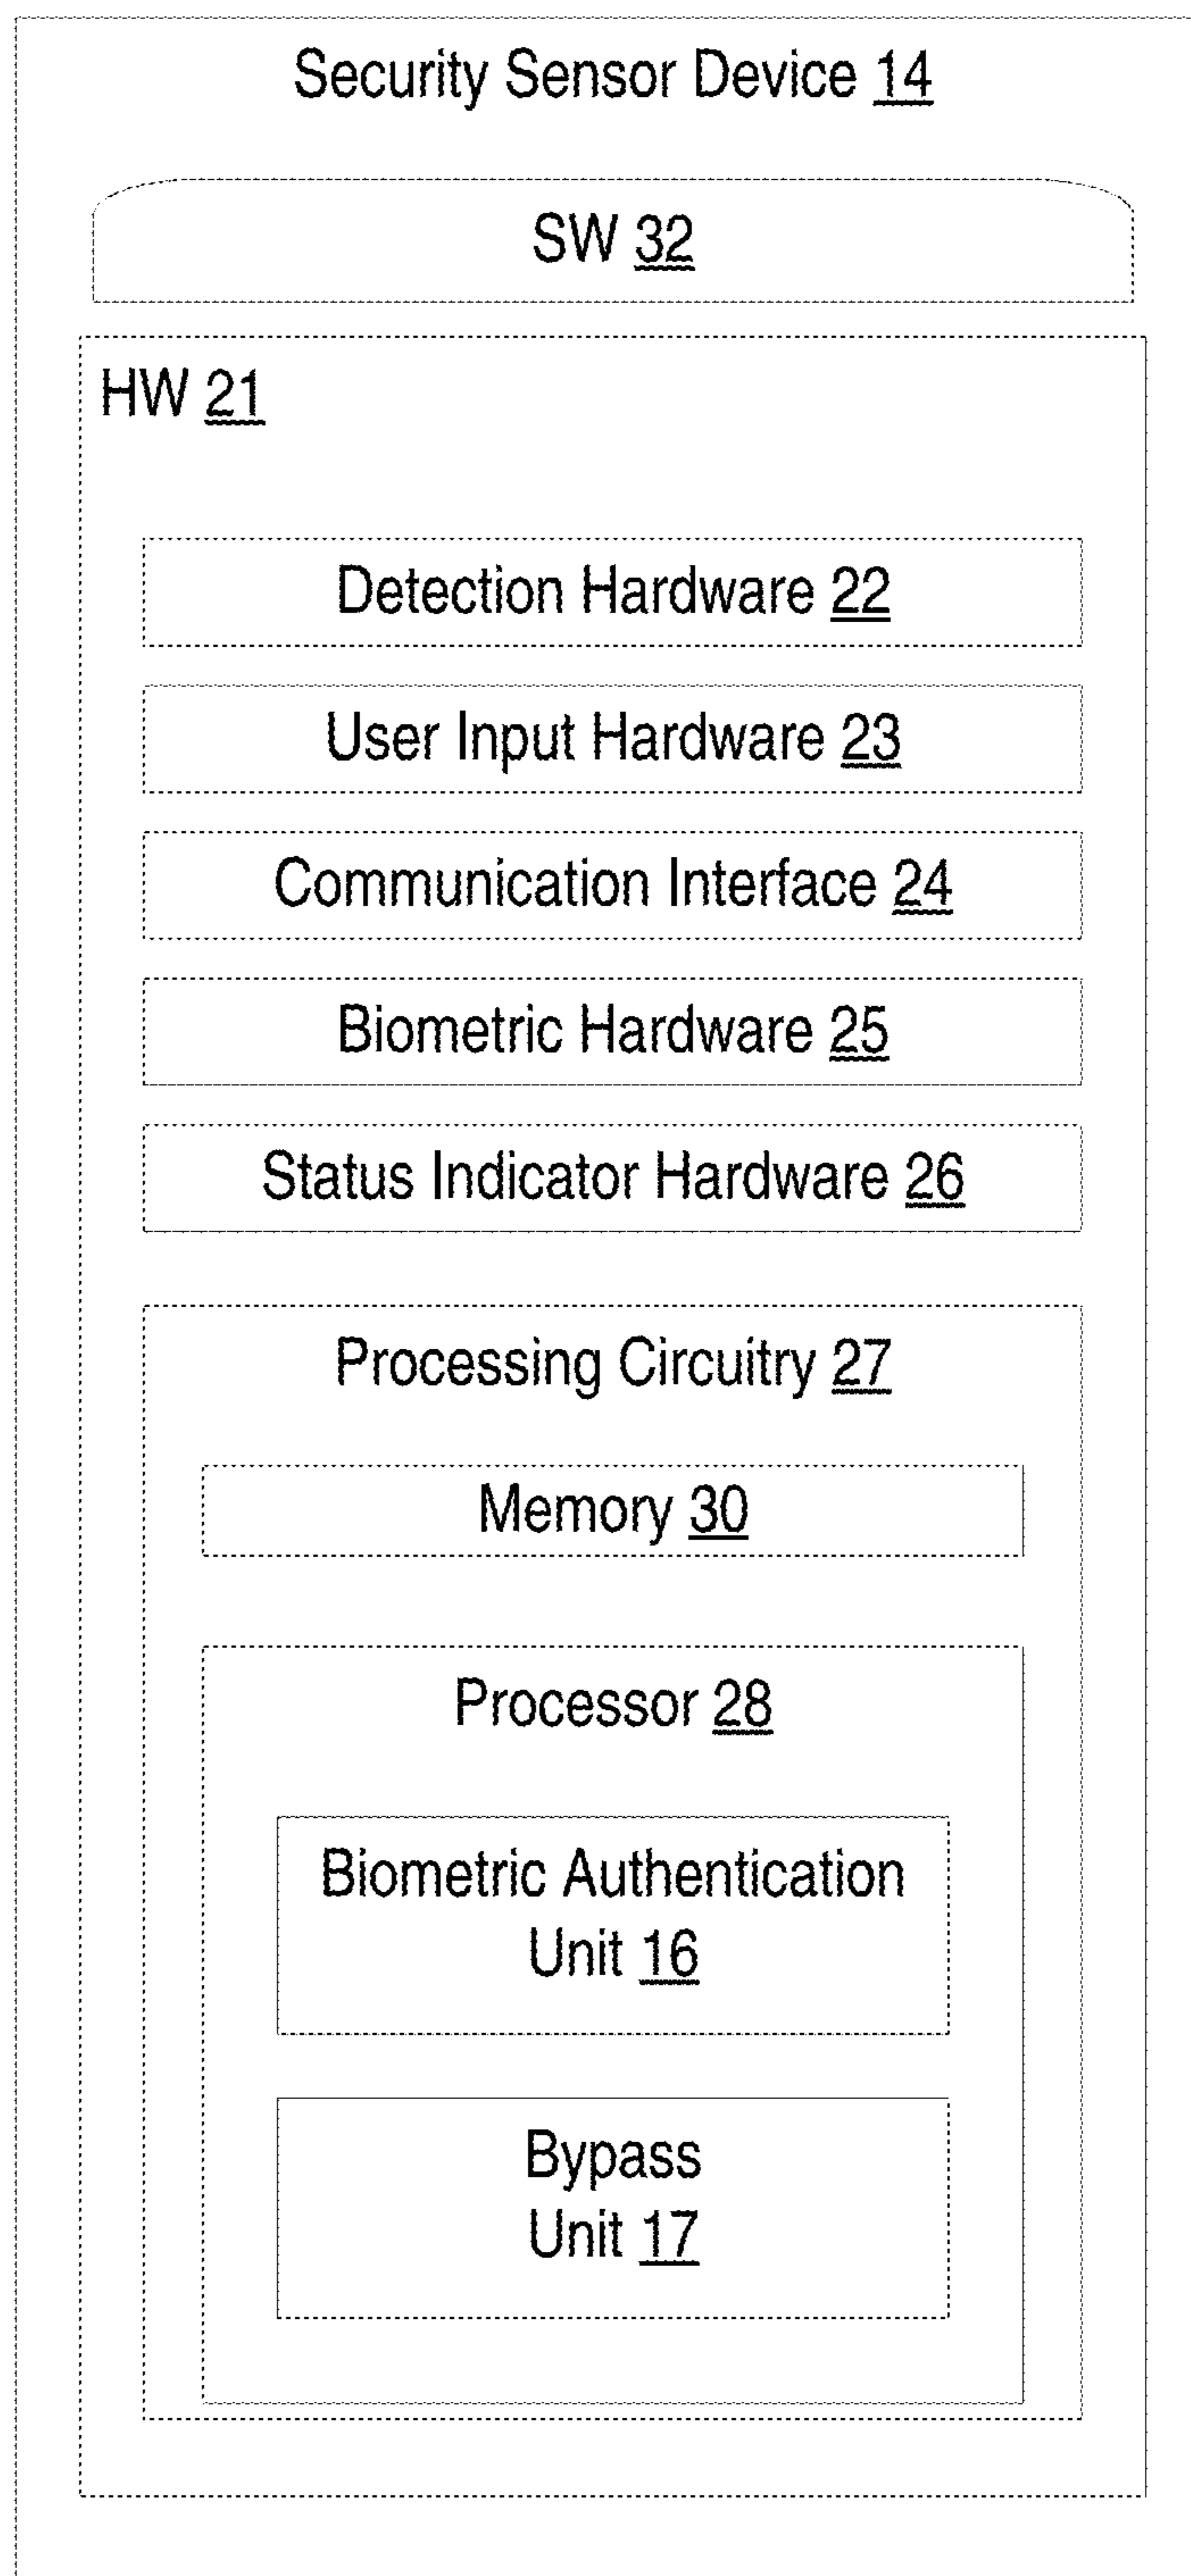 Security Sensor Device 14
SW 32
HW 21
Detection Hardware 22
User Input Hardware 23
Communication Interface 24
Biometric Hardware 25
Status Indicator Hardware 26
Processing Circuitry 27
Memory 30
Processor 28
Biometric Authentication
Unit 16
Bypass
Unit 17